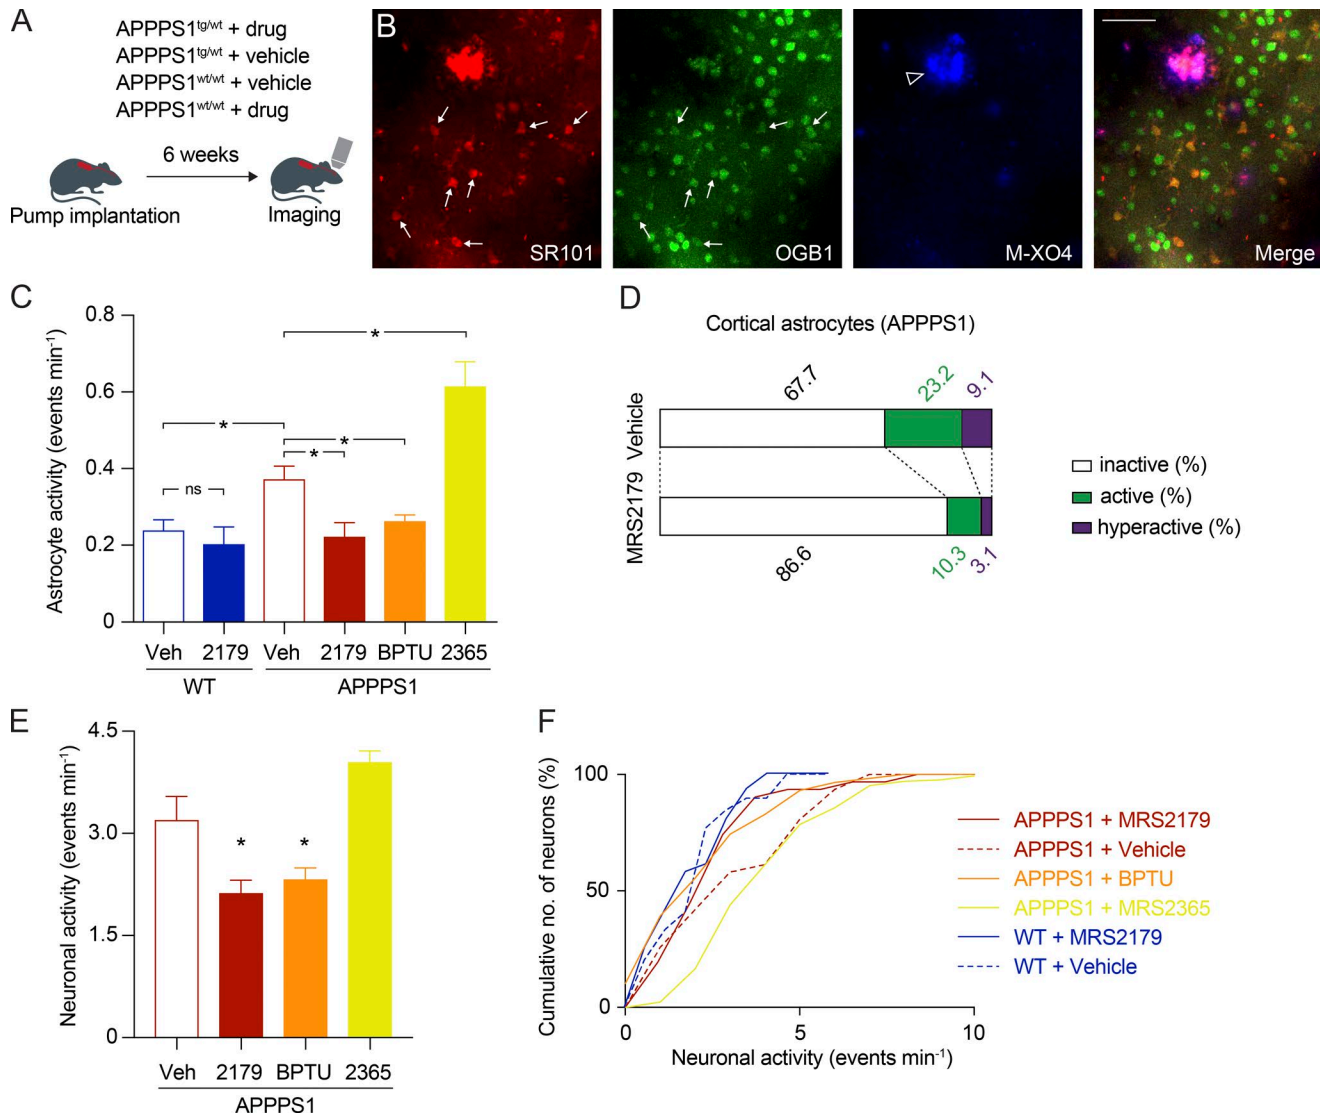 A
APPPS1tg/wt + drug
APPPS1tg/wt + vehicle
APPPS1wt/wt + vehicle
APPPS1wt/wt + drug
6 weeks
Pump implantation
Imaging
B
SR101
OGB1
M-XO4
Merge
C
Astrocyte activity (events min-1)
0.8
0.6
0.4
0.2
0
*
*
*
*
ns
Veh
2179
Veh
2179
BPTU
2365
WT
APPPS1
D
Cortical astrocytes (APPPS1)
Vehicle
67.7
23.2
9.1
MRS2179
86.6
10.3
3.1
inactive (%)
active (%)
hyperactive (%)
E
Neuronal activity (events min-1)
4.5
3.0
1.5
0
*
*
Veh
2179
BPTU
2365
APPPS1
F
Cumulative no. of neurons (%)
100
50
0
0
5
10
Neuronal activity (events min-1)
APPPS1 + MRS2179
APPPS1 + Vehicle
APPPS1 + BPTU
APPPS1 + MRS2365
WT + MRS2179
WT + Vehicle